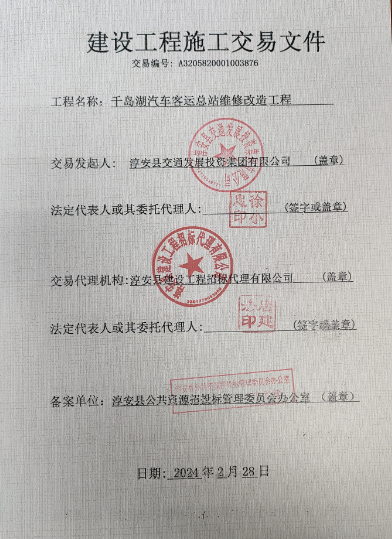 建设工程施工交易文件
交易编号: A3205820001003876
工程名称: 千岛湖汽车客运总站维修改造工程
交易发起人: 淳安县交通发展投资集团有限公司 (盖章)
法定代表人或其委托代理人: (签字或盖章)
交易代理机构: 淳安县建设工程招标代理有限公司 (盖章)
法定代表人或其委托代理人: (签字或盖章)
备案单位: 淳安县公共资源招投标管理委员会办公室 (盖章)
日期: 2024 年 2 月 28 日